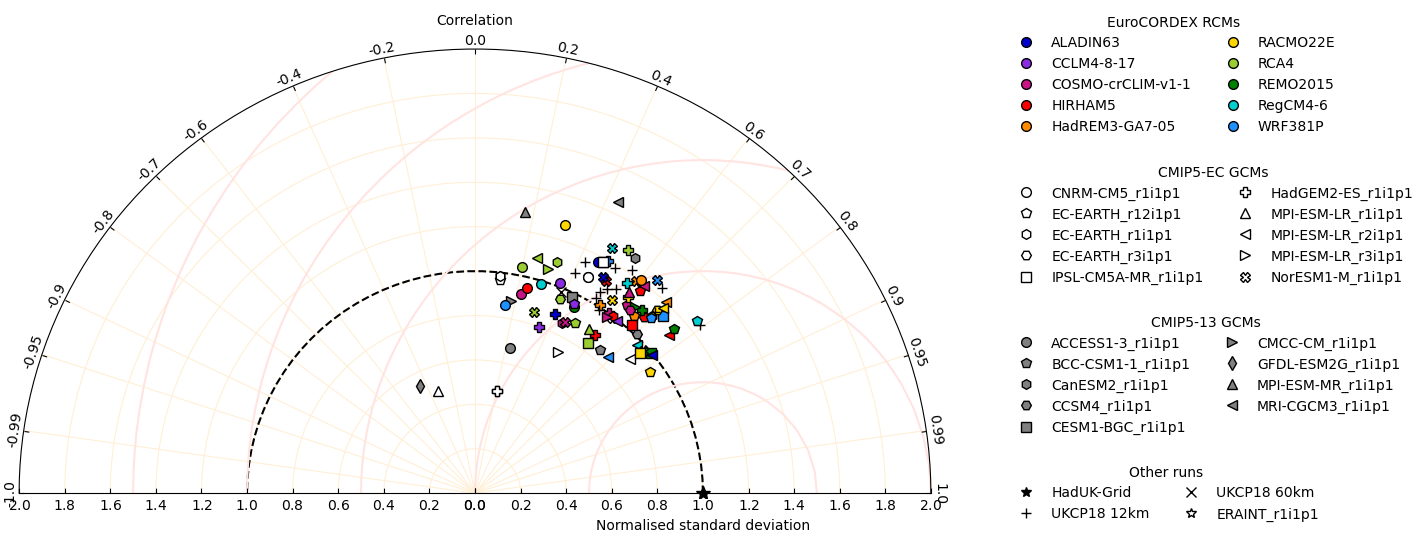 Correlation
0.0
-0.2
0.2
-0.4
0.4
-0.6
0.6
-0.7
0.7
-0.8
0.8
-0.9
0.9
-0.95
0.95
-0.99
0.99
-1.0
1.0
2.0 1.8 1.6 1.4 1.2 1.0 0.8 0.6 0.4 0.2 0.0 0.2 0.4 0.6 0.8 1.0 1.2 1.4 1.6 1.8 2.0
Normalised standard deviation
EuroCORDEX RCMs
ALADIN63 RACMO22E
CCLM4-8-17 RCA4
COSMO-crCLIM-v1-1 REMO2015
HIRHAM5 RegCM4-6
HadREM3-GA7-05 WRF381P
CMIP5-EC GCMs
CNRM-CM5_r1i1p1 HadGEM2-ES_r1i1p1
EC-EARTH_r12i1p1 MPI-ESM-LR_r1i1p1
EC-EARTH_r1i1p1 MPI-ESM-LR_r2i1p1
EC-EARTH_r3i1p1 MPI-ESM-LR_r3i1p1
IPSL-CM5A-MR_r1i1p1 NorESM1-M_r1i1p1
CMIP5-13 GCMs
ACCESS1-3_r1i1p1 CMCC-CM_r1i1p1
BCC-CSM1-1_r1i1p1 GFDL-ESM2G_r1i1p1
CanESM2_r1i1p1 MPI-ESM-MR_r1i1p1
CCSM4_r1i1p1 MRI-CGCM3_r1i1p1
CESM1-BGC_r1i1p1
Other runs
HadUK-Grid UKCP18 60km
UKCP18 12km ERAINT_r1i1p1